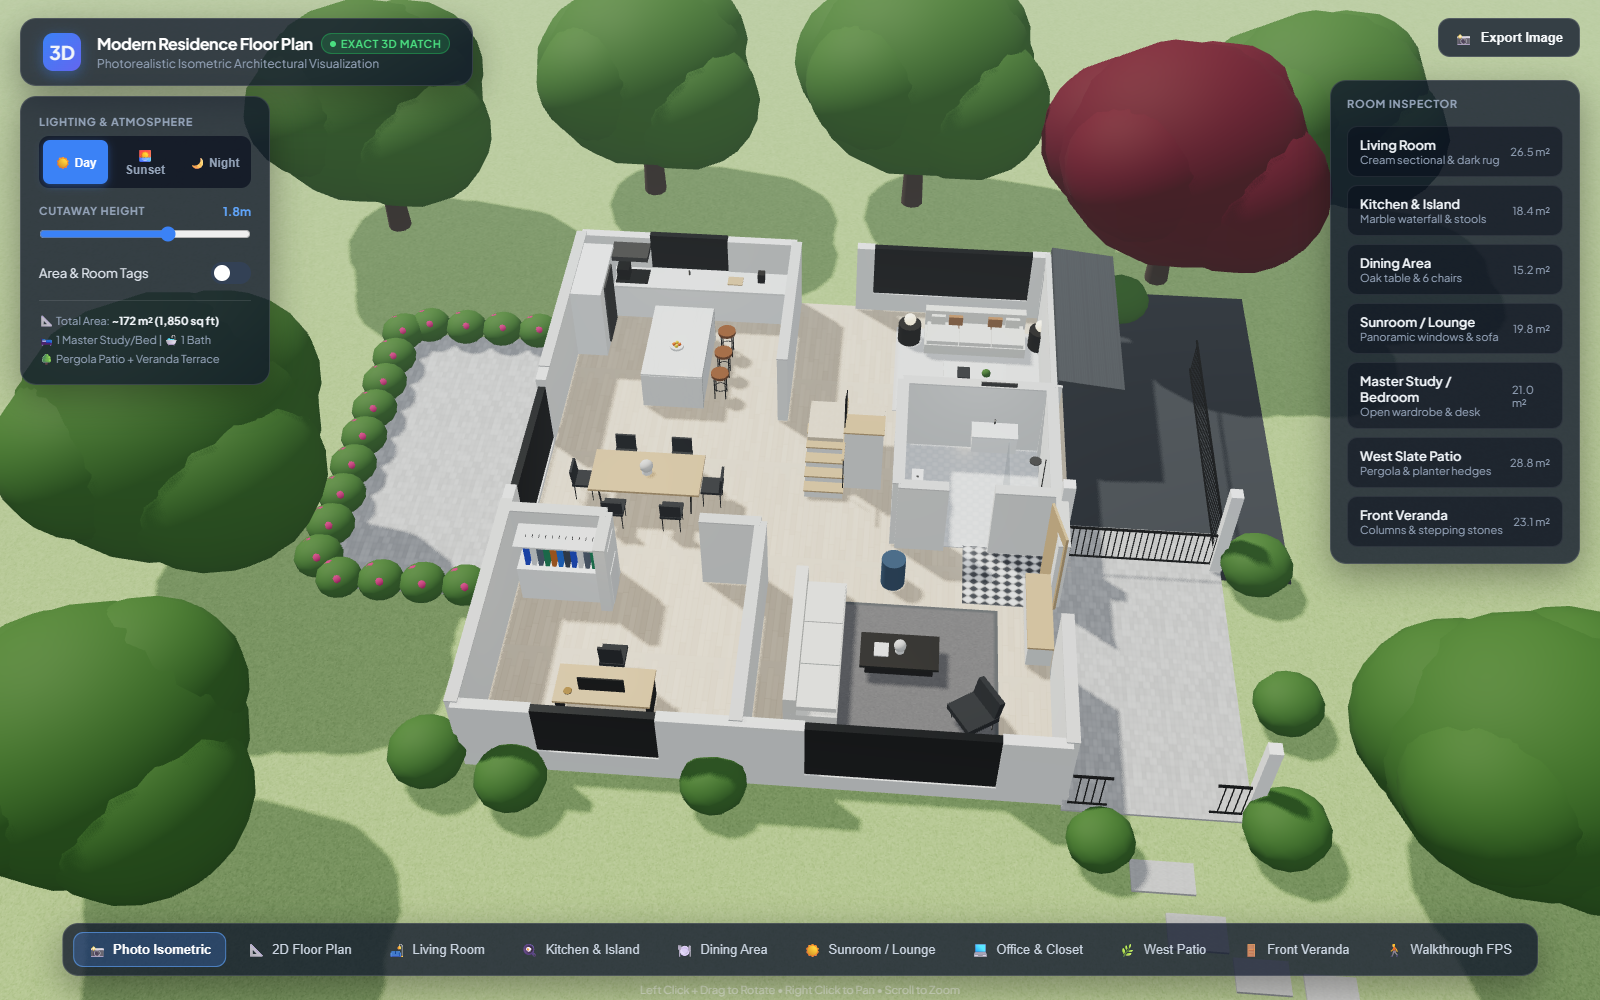 3D
Modern Residence Floor Plan
EXACT 3D MATCH
Photorealistic Isometric Architectural Visualization
Export Image
LIGHTING & ATMOSPHERE
Day
Sunset
Night
CUTAWAY HEIGHT
1.8m
Area & Room Tags
Total Area: ~172 m² (1,850 sq ft)
1 Master Study/Bed | 1 Bath
Pergola Patio + Veranda Terrace
ROOM INSPECTOR
Living Room
Cream sectional & dark rug
26.5 m²
Kitchen & Island
Marble waterfall & stools
18.4 m²
Dining Area
Oak table & 6 chairs
15.2 m²
Sunroom / Lounge
Panoramic windows & sofa
19.8 m²
Master Study /
Bedroom
Open wardrobe & desk
21.0
m²
West Slate Patio
Pergola & planter hedges
28.8 m²
Front Veranda
Columns & stepping stones
23.1 m²
Photo Isometric
2D Floor Plan
Living Room
Kitchen & Island
Dining Area
Sunroom / Lounge
Office & Closet
West Patio
Front Veranda
Walkthrough FPS
Left Click + Drag to Rotate • Right Click to Pan • Scroll to Zoom